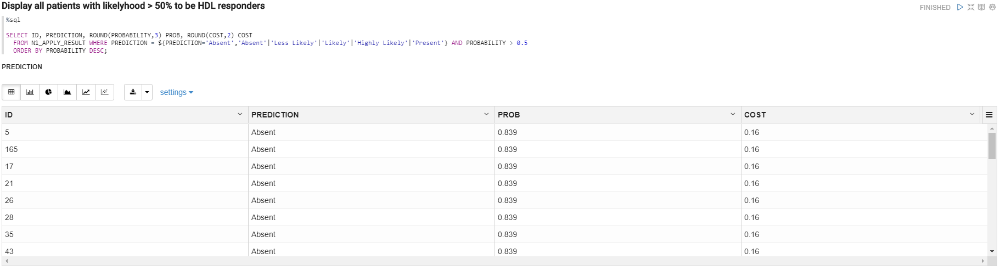 Display all patients with likelyhood > 50% to be HDL responders
FINISHED
%sql
SELECT ID, PREDICTION, ROUND(PROBABILITY,3) PROB, ROUND(COST,2) COST
FROM N1_APPLY_RESULT WHERE PREDICTION = ${PREDICTION='Absent','Absent'|'Less Likely'|'Likely'|'Highly Likely'|'Present'} AND PROBABILITY > 0.5
ORDER BY PROBABILITY DESC;
PREDICTION
settings
ID PREDICTION PROB COST
5 Absent 0.839 0.16
165 Absent 0.839 0.16
17 Absent 0.839 0.16
21 Absent 0.839 0.16
26 Absent 0.839 0.16
28 Absent 0.839 0.16
35 Absent 0.839 0.16
43 Absent 0.839 0.16